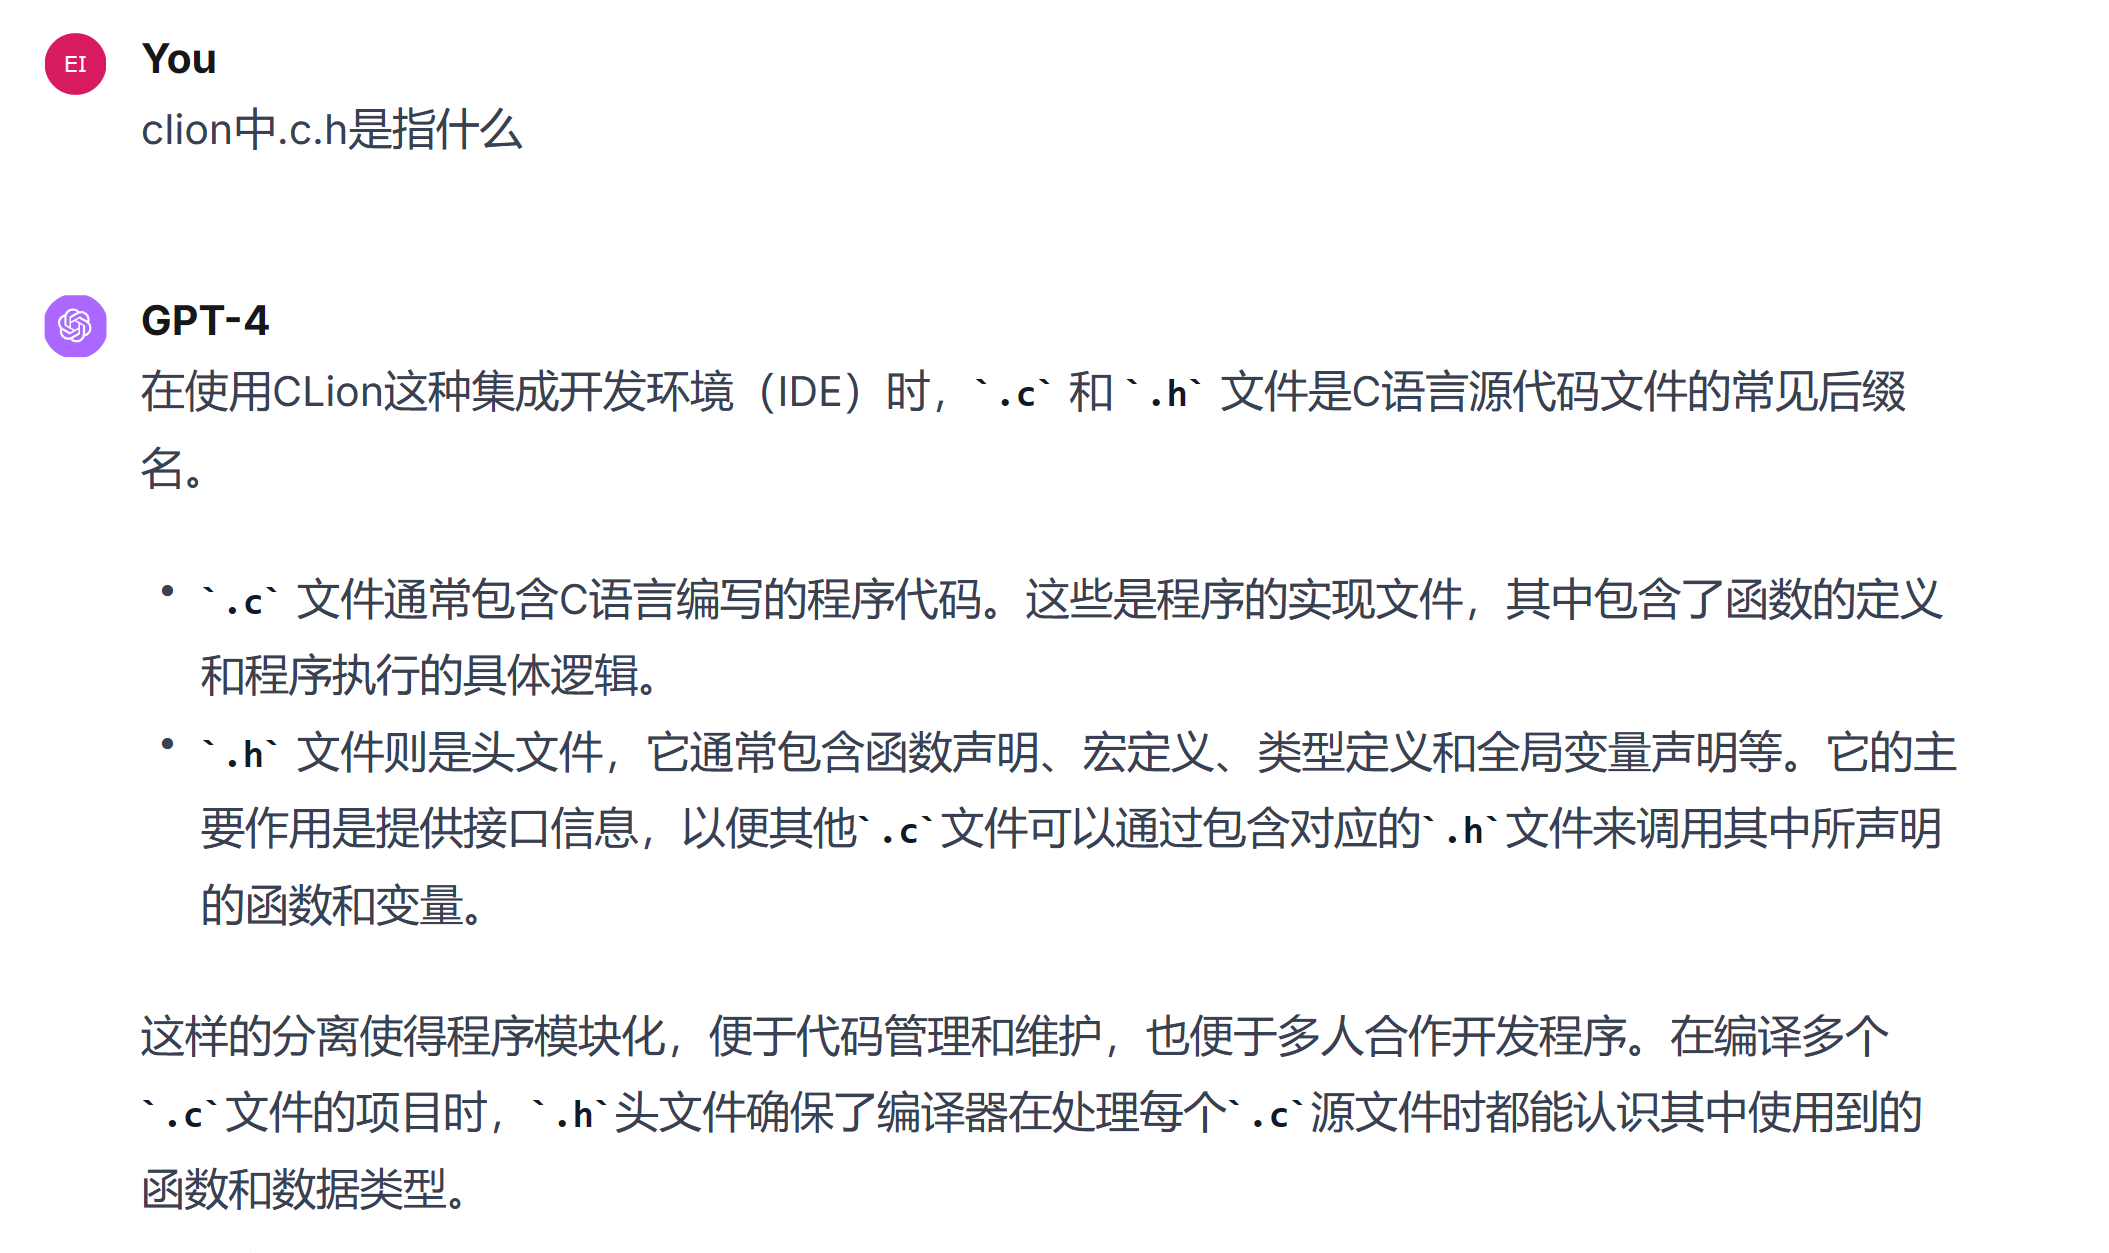 EI
You
clion中.c.h是指什么
GPT-4
在使用CLion这种集成开发环境（IDE）时，`.c` 和 `.h` 文件是C语言源代码文件的常见后缀
名。
• `.c` 文件通常包含C语言编写的程序代码。这些是程序的实现文件，其中包含了函数的定义
和程序执行的具体逻辑。
• `.h` 文件则是头文件，它通常包含函数声明、宏定义、类型定义和全局变量声明等。它的主
要作用是提供接口信息，以便其他`.c`文件可以通过包含对应的`.h`文件来调用其中所声明
的函数和变量。
这样的分离使得程序模块化，便于代码管理和维护，也便于多人合作开发程序。在编译多个
`.c`文件的项目时，`.h`头文件确保了编译器在处理每个`.c`源文件时都能认识其中使用到的
函数和数据类型。